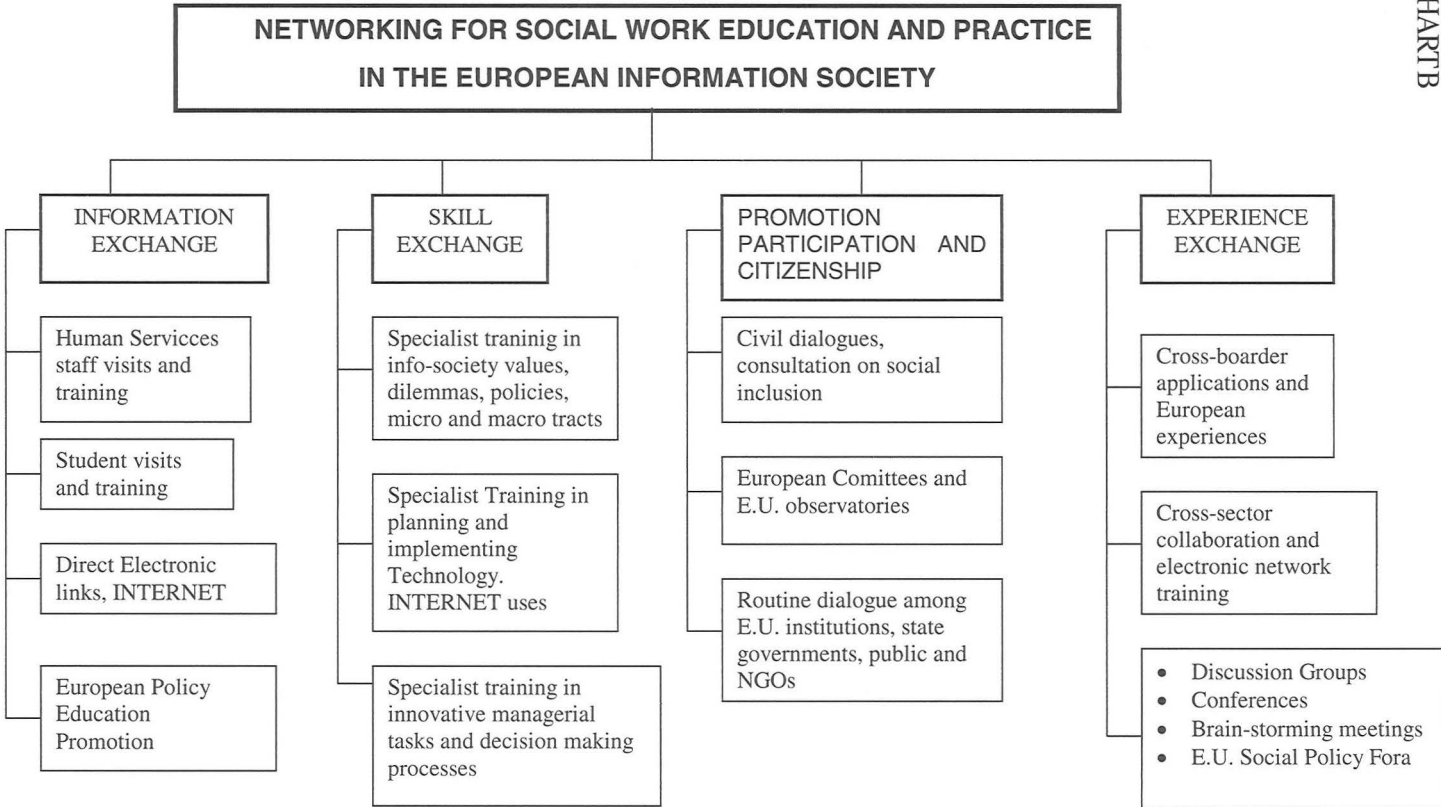 HART B
NETWORKING FOR SOCIAL WORK EDUCATION AND PRACTICE
IN THE EUROPEAN INFORMATION SOCIETY
INFORMATION
EXCHANGE
Human Servicces
staff visits and
training
Student visits
and training
Direct Electronic
links, INTERNET
European Policy
Education
Promotion
SKILL
EXCHANGE
Specialist traninig in
info-society values,
dilemmas, policies,
micro and macro tracts
Specialist Training in
planning and
implementing
Technology.
INTERNET uses
Specialist training in
innovative managerial
tasks and decision making
processes
PROMOTION
PARTICIPATION AND
CITIZENSHIP
Civil dialogues,
consultation on social
inclusion
European Comittees and
E.U. observatories
Routine dialogue among
E.U. institutions, state
governments, public and
NGOs
EXPERIENCE
EXCHANGE
Cross-boarder
applications and
European
experiences
Cross-sector
collaboration and
electronic network
training
• Discussion Groups
• Conferences
• Brain-storming meetings
• E.U. Social Policy Fora